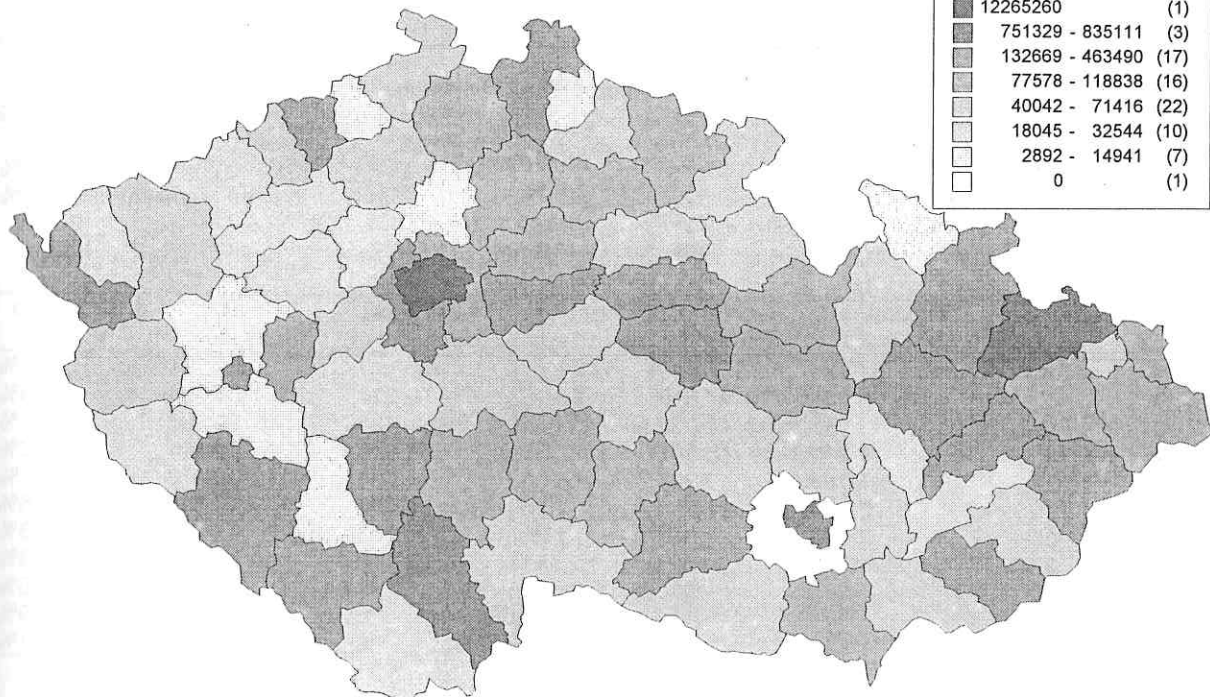 12265260 (1)
751329 - 835111 (3)
132669 - 463490 (17)
77578 - 118838 (16)
40042 - 71416 (22)
18045 - 32544 (10)
2892 - 14941 (7)
0 (1)